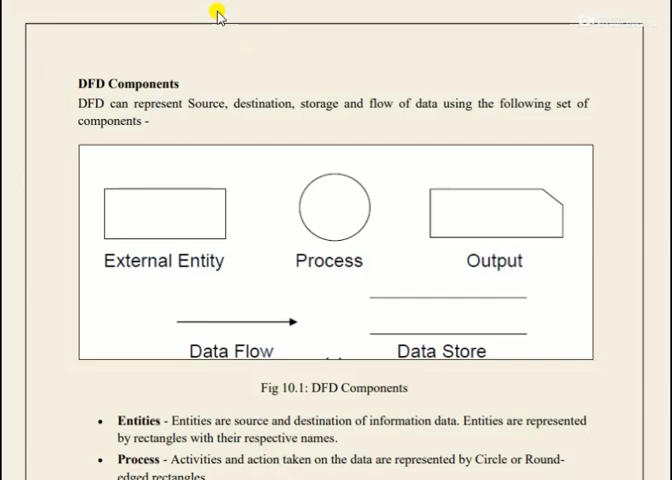 DFD Components
DFD can represent Source, destination, storage and flow of data using the following set of
components -
External Entity
Process
Output
Data Flow
Data Store
Fig 10.1: DFD Components
• Entities - Entities are source and destination of information data. Entities are represented
by rectangles with their respective names.
• Process - Activities and action taken on the data are represented by Circle or Round-
edged rectangles.